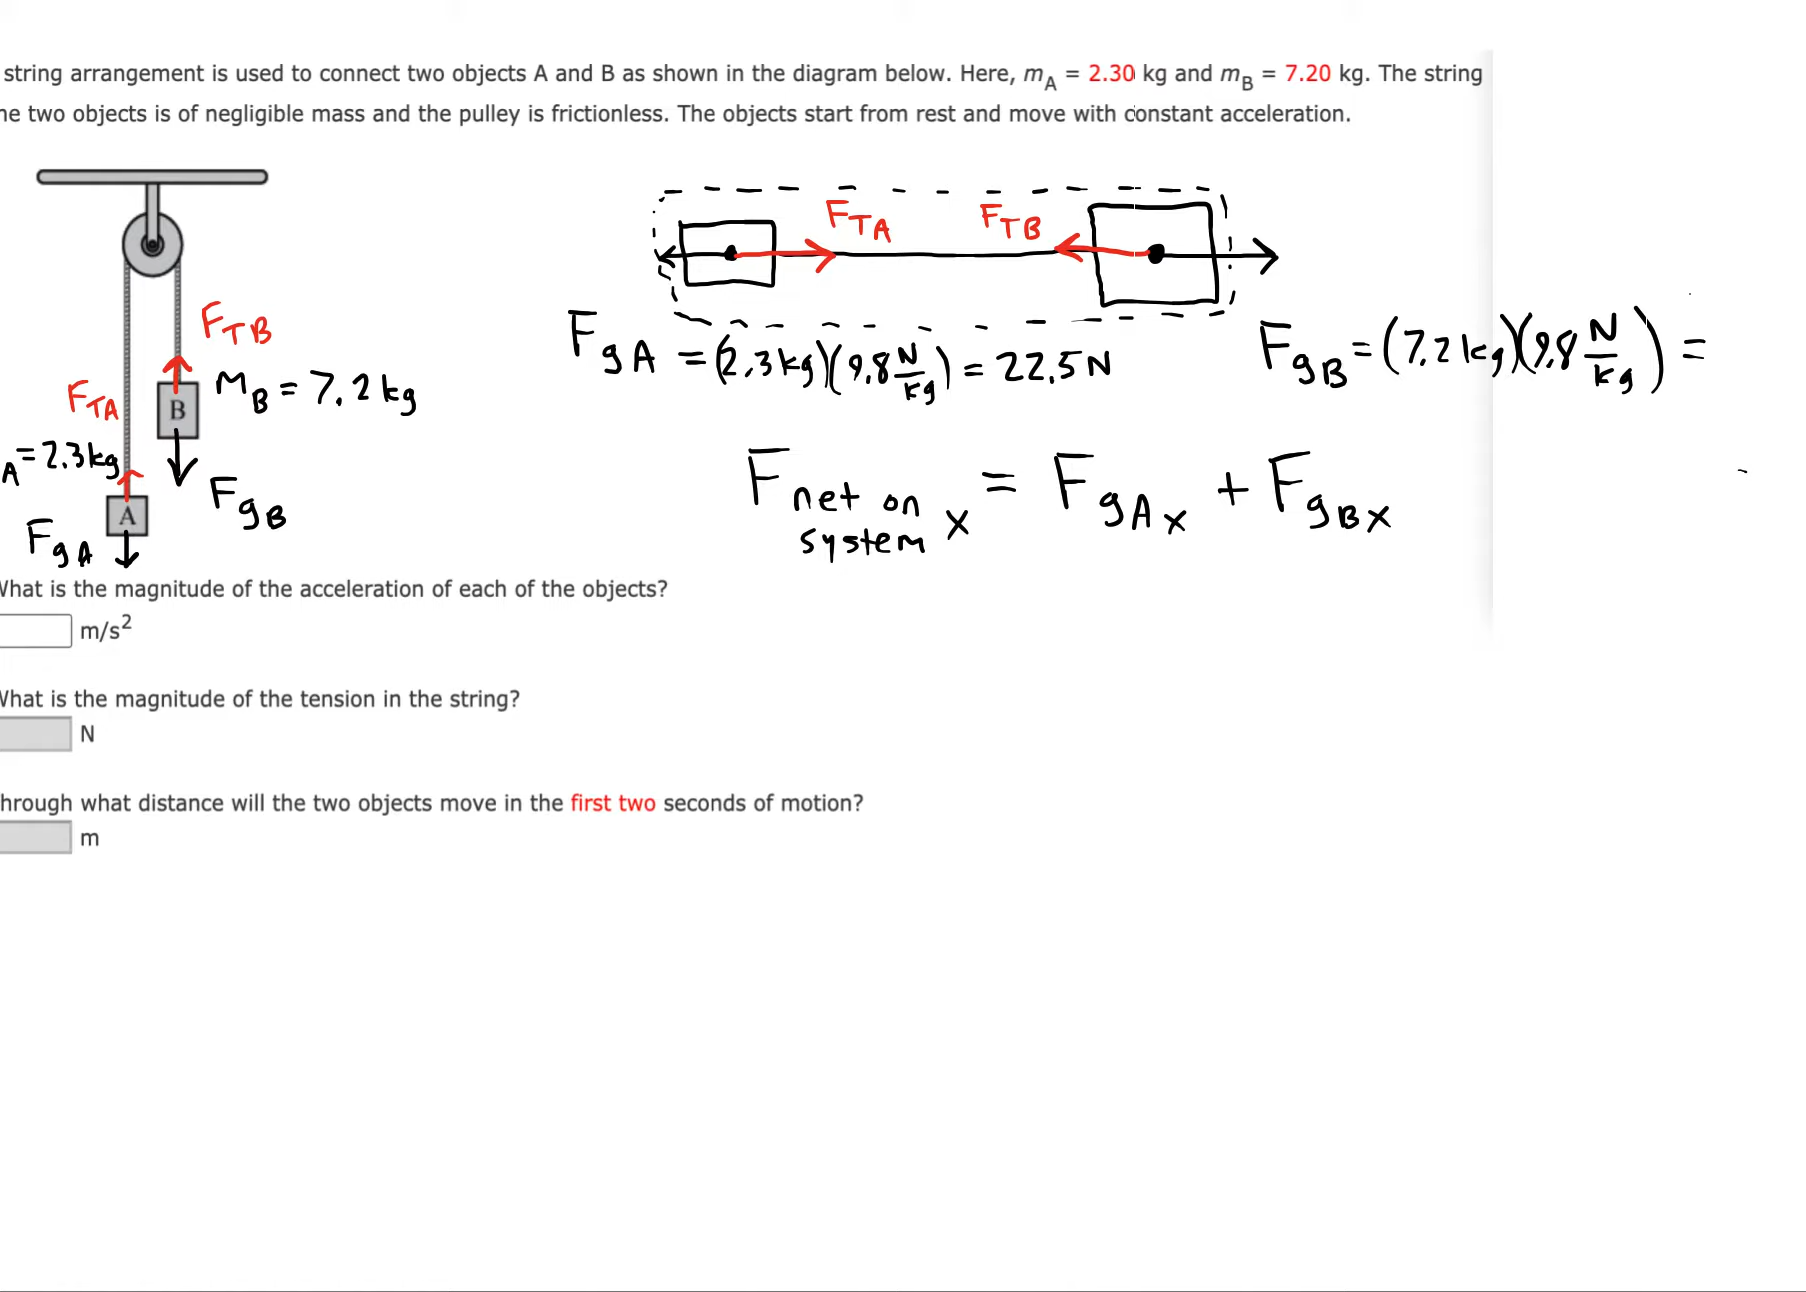 string arrangement is used to connect two objects A and B as shown in the diagram below. Here, mA = 2.30 kg and mB = 7.20 kg. The string
he two objects is of negligible mass and the pulley is frictionless. The objects start from rest and move with constant acceleration.
FTA FTB
FTB
FgA = (2.3kg)(9.8 N/kg) = 22.5 N FgB = (7.2kg)(9.8 N/kg) =
FTA B MB = 7.2kg
A = 2.3kg
FgB
Fnet on system x = FgAx + FgBx
A
FgA
What is the magnitude of the acceleration of each of the objects?
m/s²
What is the magnitude of the tension in the string?
N
hrough what distance will the two objects move in the first two seconds of motion?
m